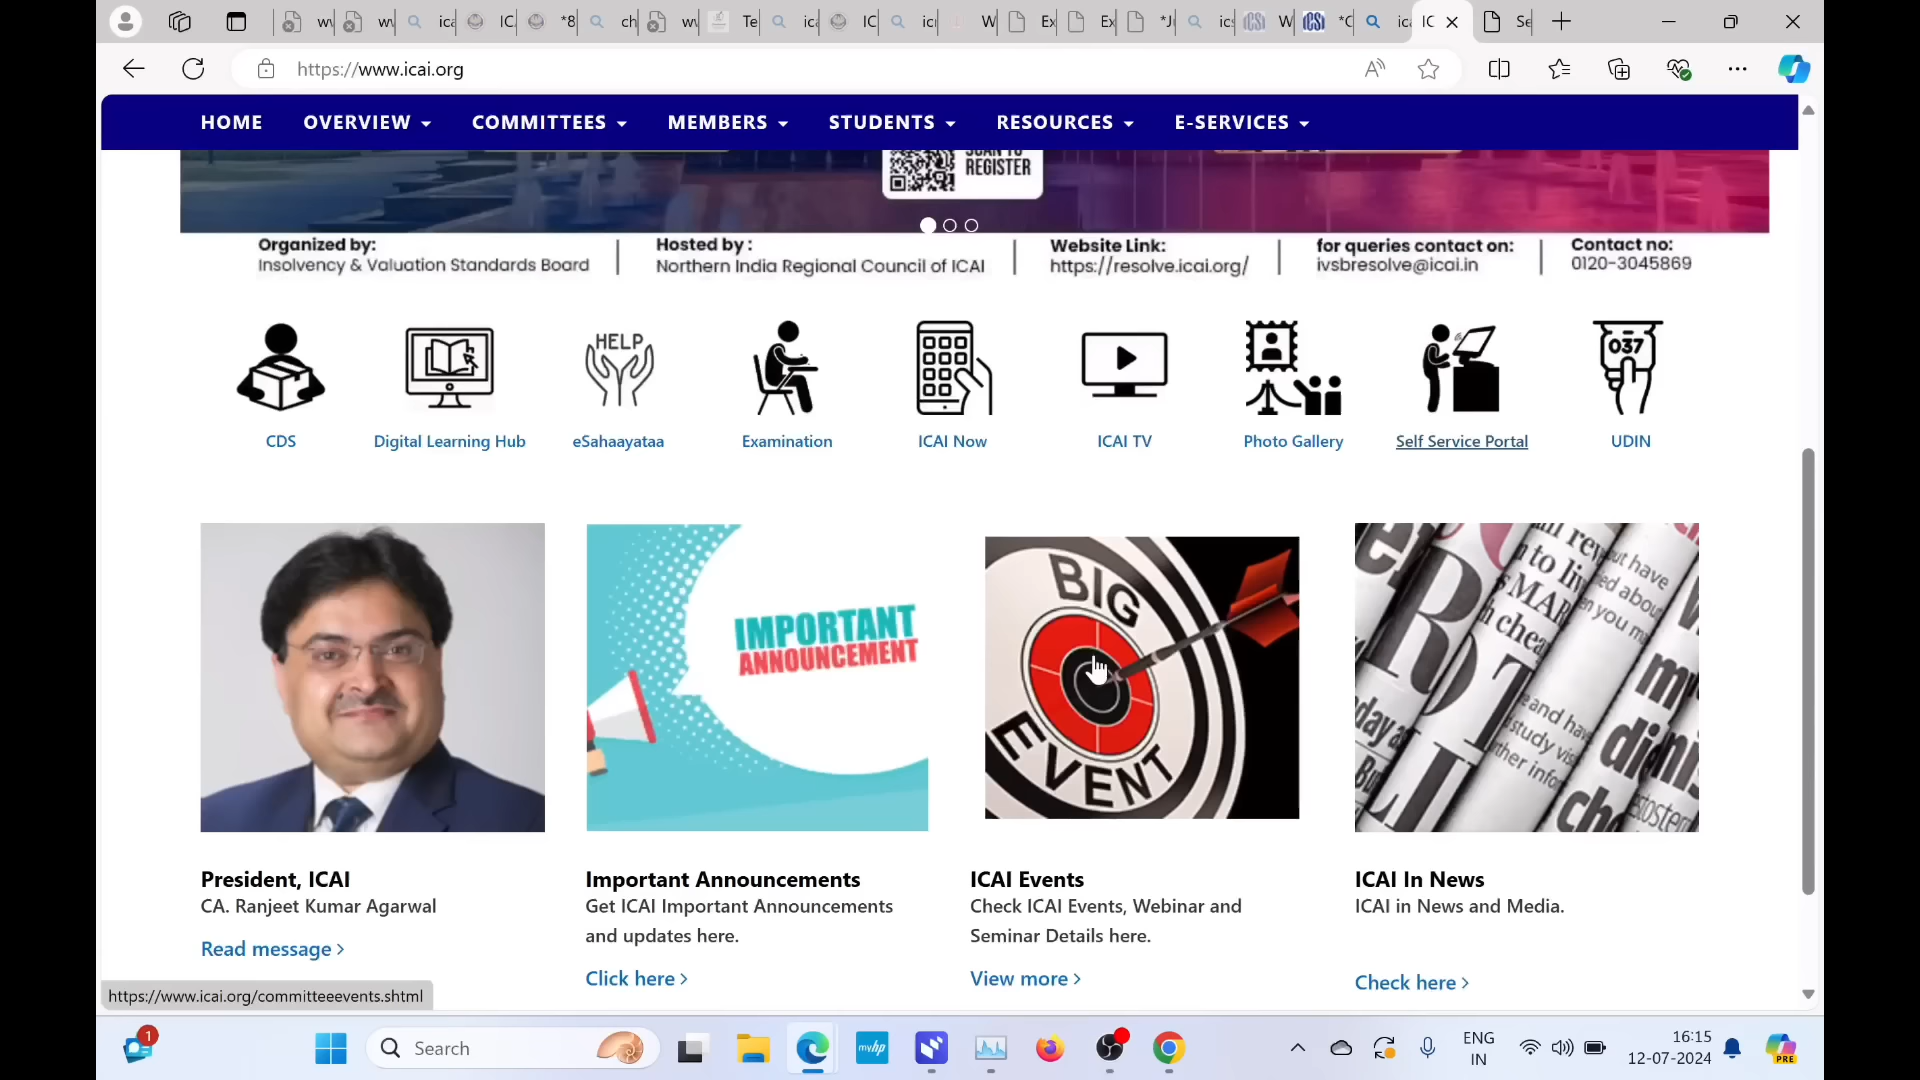 *8
Te
*C
https://www.icai.org
HOME OVERVIEW COMMITTEES MEMBERS STUDENTS RESOURCES E-SERVICES
REGISTER
Organized by:
Insolvency & Valuation Standards Board
Hosted by :
Northern India Regional Council of ICAI
Website Link:
https://resolve.icai.org/
for queries contact on:
ivsbresolve@icai.in
Contact no:
0120-3045869
HELP
037
CDS
Digital Learning Hub
eSahaayataa
Examination
ICAI Now
ICAI TV
Photo Gallery
Self Service Portal
UDIN
IMPORTANT
ANNOUNCEMENT
BIG
EVENT
President, ICAI
CA. Ranjeet Kumar Agarwal
Read message >
Important Announcements
Get ICAI Important Announcements
and updates here.
Click here >
ICAI Events
Check ICAI Events, Webinar and
Seminar Details here.
View more >
ICAI In News
ICAI in News and Media.
Check here >
https://www.icai.org/committeeevents.shtml
1
Search
myhp
ENG
IN
16:15
12-07-2024
PRE